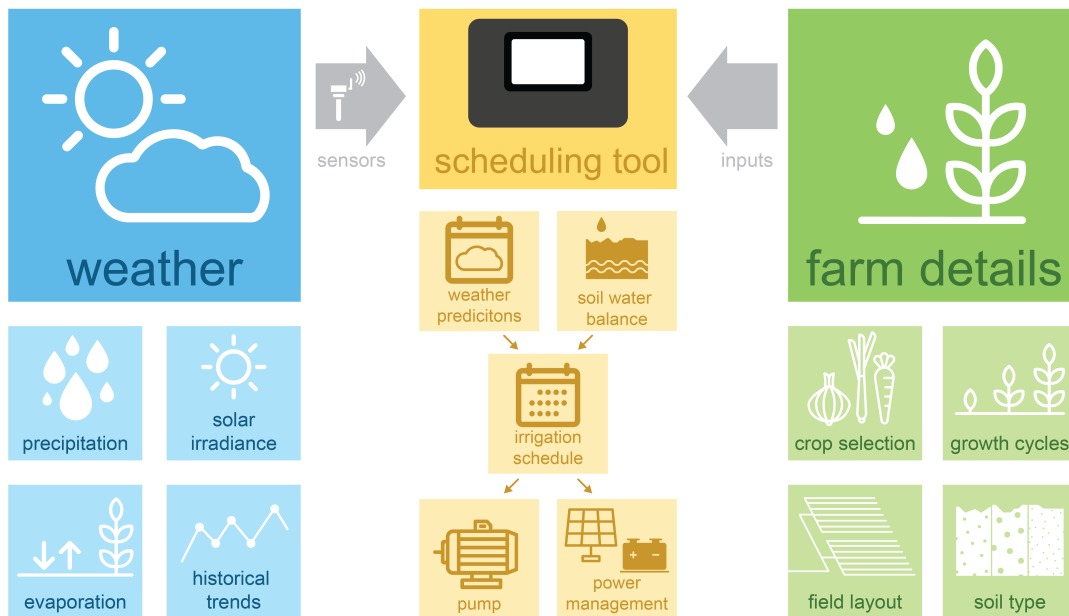 weather
sensors
scheduling tool
inputs
farm details
precipitation
solar
irradiance
evaporation
historical
trends
weather
predicitons
soil water
balance
irrigation
schedule
pump
+ −
power
management
crop selection
growth cycles
field layout
soil type